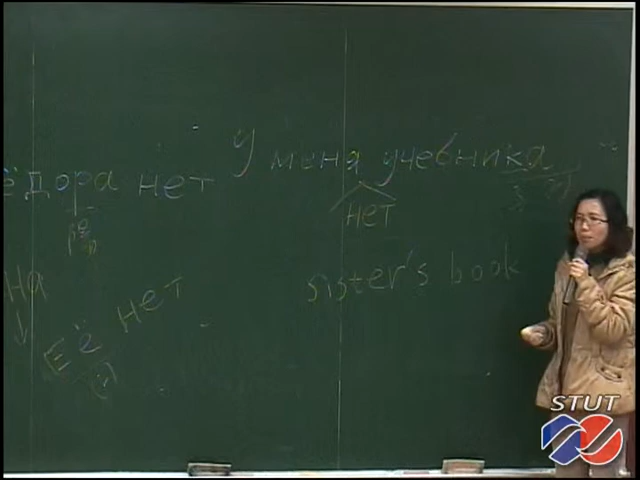 ёдора нет
У меня учебника
нет
на
Её нет
sister's book
STUT